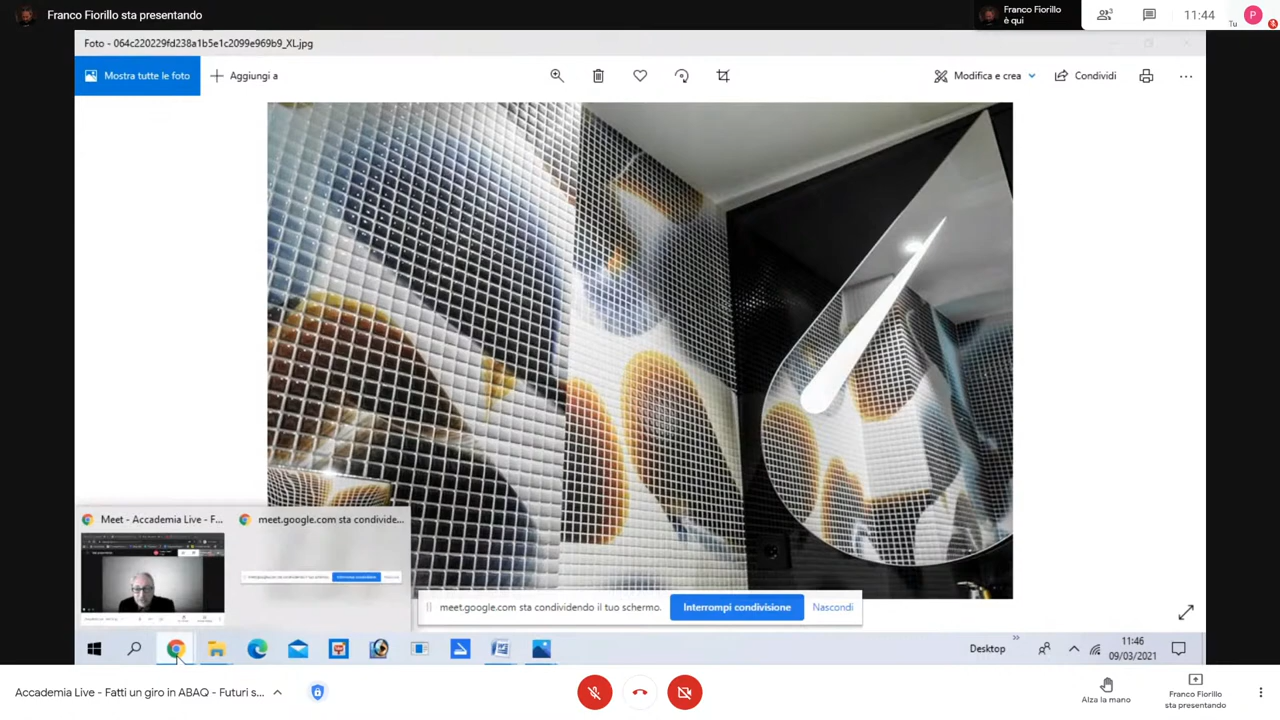 Franco Fiorillo sta presentando
Franco Fiorillo
è qui
3
11:44
Tu
P
Foto - 064c220229fd238a1b5e1c2099e969b9_XL.jpg
Mostra tutte le foto
Aggiungi a
Modifica e crea
Condividi
Meet - Accademia Live - F...
meet.google.com sta condivide...
meet.google.com sta condividendo il tuo schermo.
Interrompi condivisione
Nascondi
Desktop
11:46
09/03/2021
Accademia Live - Fatti un giro in ABAQ - Futuri s...
Alza la mano
Franco Fiorillo
sta presentando